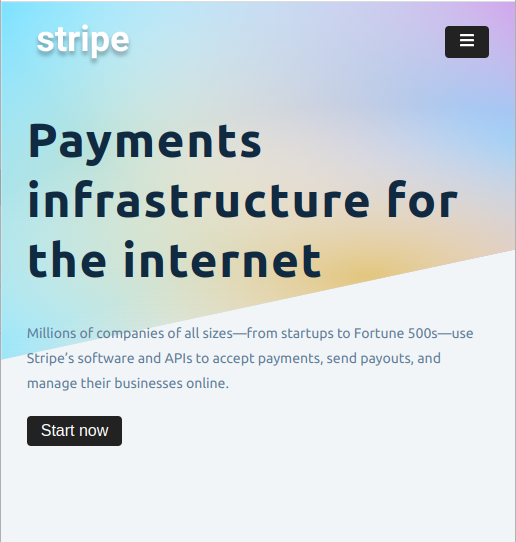 stripe
Payments
infrastructure for
the internet
Millions of companies of all sizes—from startups to Fortune 500s—use
Stripe’s software and APIs to accept payments, send payouts, and
manage their businesses online.
Start now